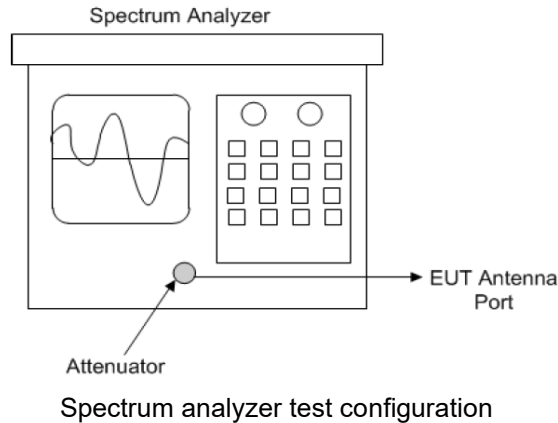 Spectrum Analyzer
EUT Antenna
Port
Attenuator
Spectrum analyzer test configuration